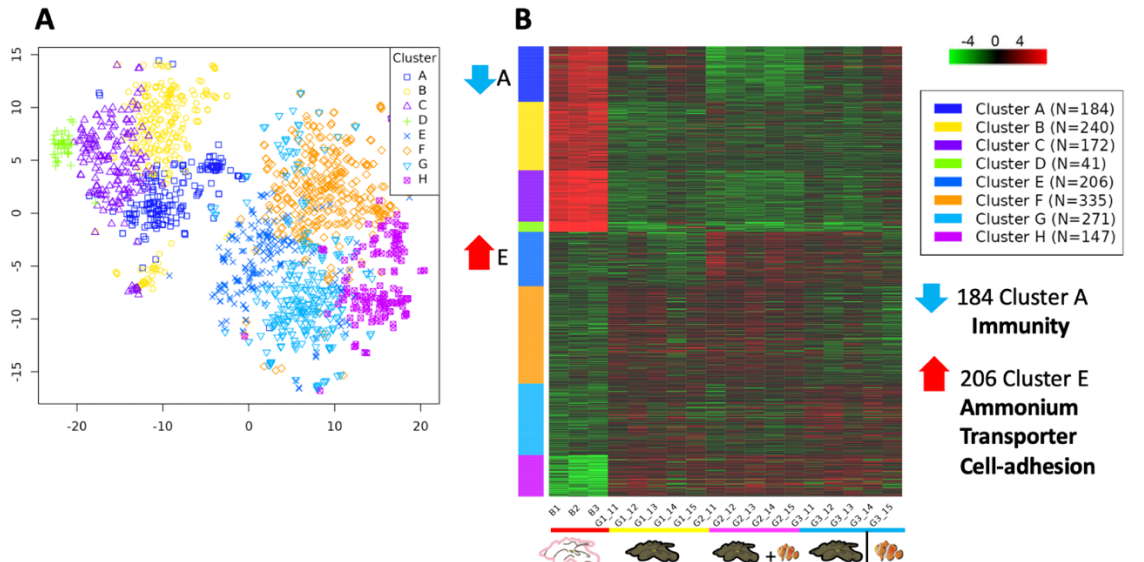 A
B
15
10
5
0
-5
-10
-15
-20
-10
0
10
20
Cluster
A
B
C
D
E
F
G
H
A
E
B1
B2
B3
G1_11
G1_12
G1_13
G1_14
G1_15
G2_11
G2_12
G2_13
G2_14
G2_15
G3_11
G3_12
G3_13
G3_14
G3_15
+
-4 0 4
Cluster A (N=184)
Cluster B (N=240)
Cluster C (N=172)
Cluster D (N=41)
Cluster E (N=206)
Cluster F (N=335)
Cluster G (N=271)
Cluster H (N=147)
184 Cluster A
Immunity
206 Cluster E
Ammonium
Transporter
Cell-adhesion